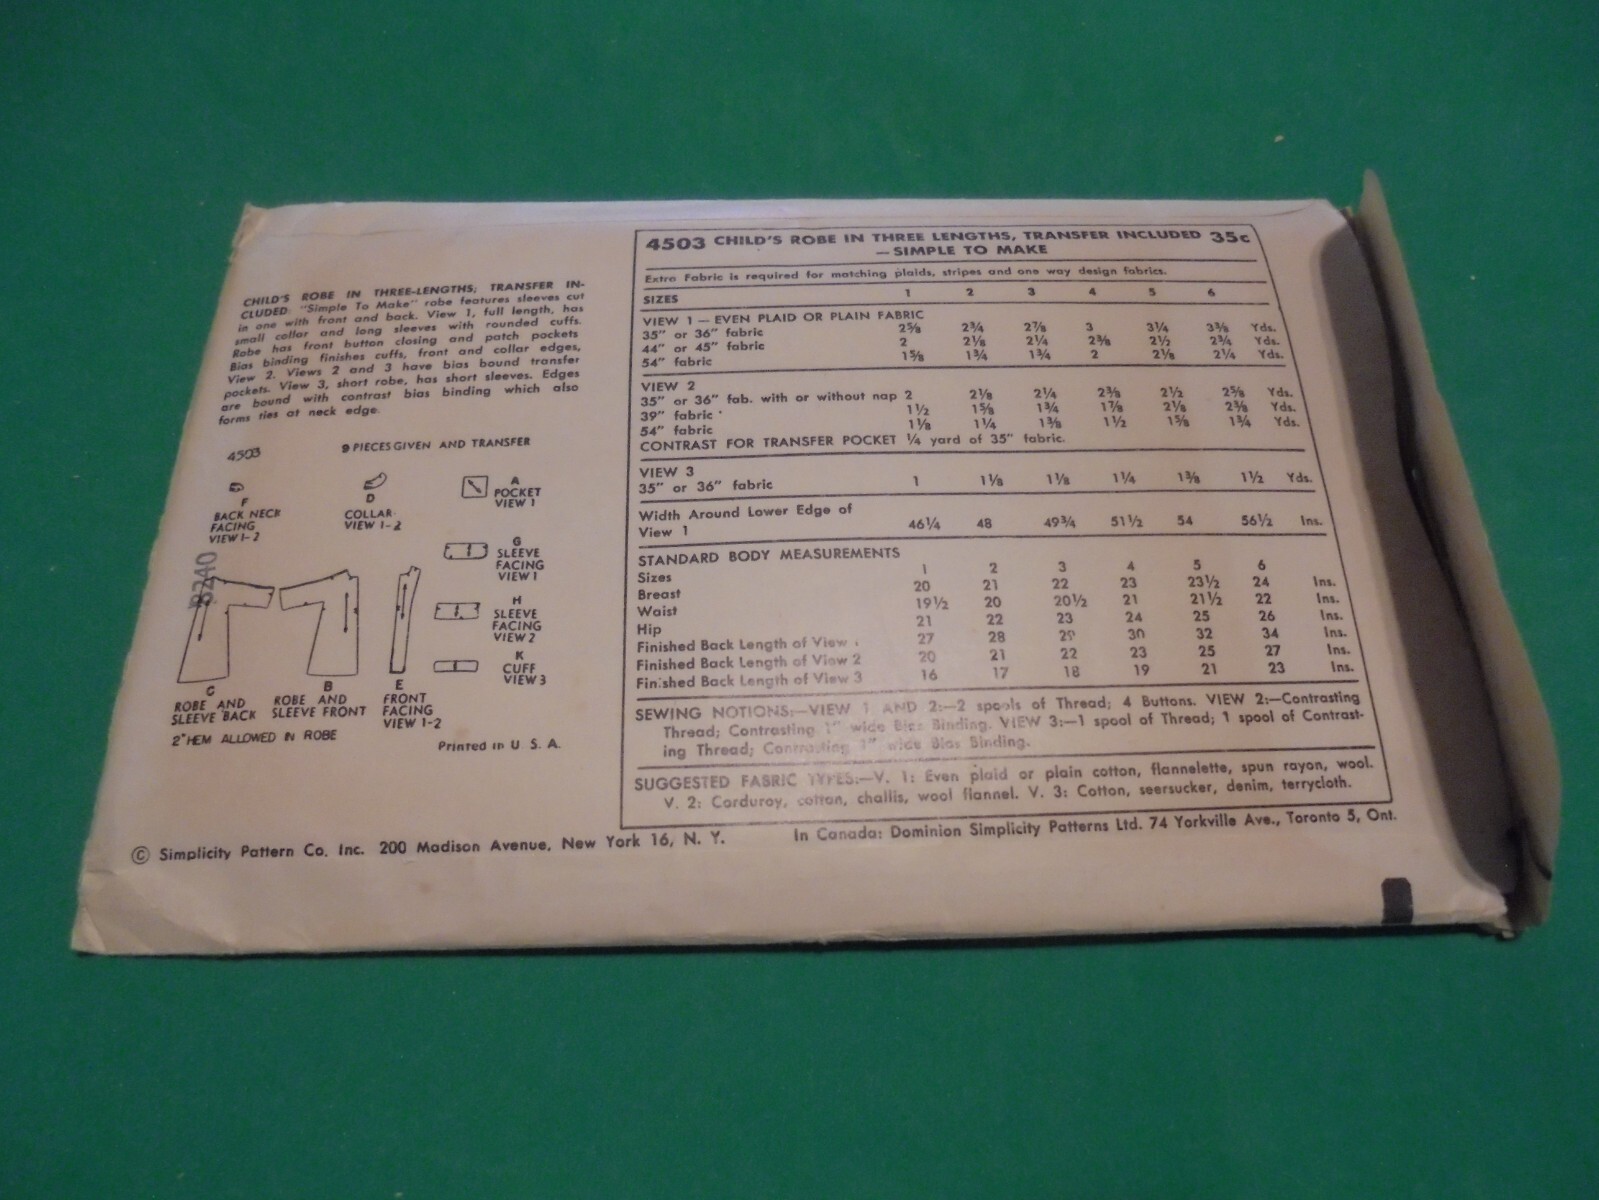 CHILD'S ROBE IN THREE-LENGTHS; TRANSFER IN-
CLUDED: "Simple To Make" robe features sleeves cut
in one with front and back. View 1, full length, has
small collar and long sleeves with rounded cuffs.
Robe has front button closing and patch pockets
Bias binding finishes cuffs, front and collar edges,
View 2. Views 2 and 3 have bias bound transfer
pockets. View 3, short robe, has short sleeves. Edges
are bound with contrast bias binding which also
forms ties at neck edge.
4503 9 PIECES GIVEN AND TRANSFER
F
BACK NECK
FACING
VIEW 1-2
D
COLLAR
VIEW 1-2
A
POCKET
VIEW 1
G
SLEEVE
FACING
VIEW 1
H
SLEEVE
FACING
VIEW 2
K
CUFF
VIEW 3
8240
C
ROBE AND
SLEEVE BACK
B
ROBE AND
SLEEVE FRONT
E
FRONT
FACING
VIEW 1-2
2" HEM ALLOWED IN ROBE
Printed in U. S. A.
4503 CHILD'S ROBE IN THREE LENGTHS, TRANSFER INCLUDED 35c
—SIMPLE TO MAKE
Extra Fabric is required for matching plaids, stripes and one way design fabrics.
SIZES 1 2 3 4 5 6
VIEW 1 — EVEN PLAID OR PLAIN FABRIC
35" or 36" fabric 2⅝ 2¾ 2⅞ 3 3¼ 3⅜ Yds.
44" or 45" fabric 2 2⅛ 2¼ 2⅜ 2½ 2¾ Yds.
54" fabric 1⅝ 1¾ 1¾ 2 2⅛ 2¼ Yds.
VIEW 2
35" or 36" fab. with or without nap 2 2⅛ 2¼ 2⅜ 2½ 2⅝ Yds.
39" fabric 1½ 1⅝ 1¾ 1⅞ 2⅛ 2⅜ Yds.
54" fabric 1⅛ 1¼ 1⅜ 1½ 1⅝ 1¾ Yds.
CONTRAST FOR TRANSFER POCKET ¼ yard of 35" fabric.
VIEW 3
35" or 36" fabric 1 1⅛ 1⅛ 1¼ 1⅜ 1½ Yds.
Width Around Lower Edge of
View 1 46¼ 48 49¾ 51½ 54 56½ Ins.
STANDARD BODY MEASUREMENTS
Sizes 1 2 3 4 5 6
Breast 20 21 22 23 23½ 24 Ins.
Waist 19½ 20 20½ 21 21½ 22 Ins.
Hip 21 22 23 24 25 26 Ins.
Finished Back Length of View 27 28 29 30 32 34 Ins.
Finished Back Length of View 2 20 21 22 23 25 27 Ins.
Finished Back Length of View 3 16 17 18 19 21 23 Ins.
SEWING NOTIONS:—VIEW 1 AND 2:—2 spools of Thread; 4 Buttons. VIEW 2:—Contrasting
Thread; Contrasting 1" wide Bias Binding. VIEW 3:—1 spool of Thread; 1 spool of Contrast-
ing Thread; Contrasting 1" wide Bias Binding.
SUGGESTED FABRIC TYPES:—V. 1: Even plaid or plain cotton, flannelette, spun rayon, wool.
V. 2: Corduroy, cotton, challis, wool flannel. V. 3: Cotton, seersucker, denim, terrycloth.
© Simplicity Pattern Co. Inc. 200 Madison Avenue, New York 16, N. Y. In Canada: Dominion Simplicity Patterns Ltd. 74 Yorkville Ave., Toronto 5, Ont.